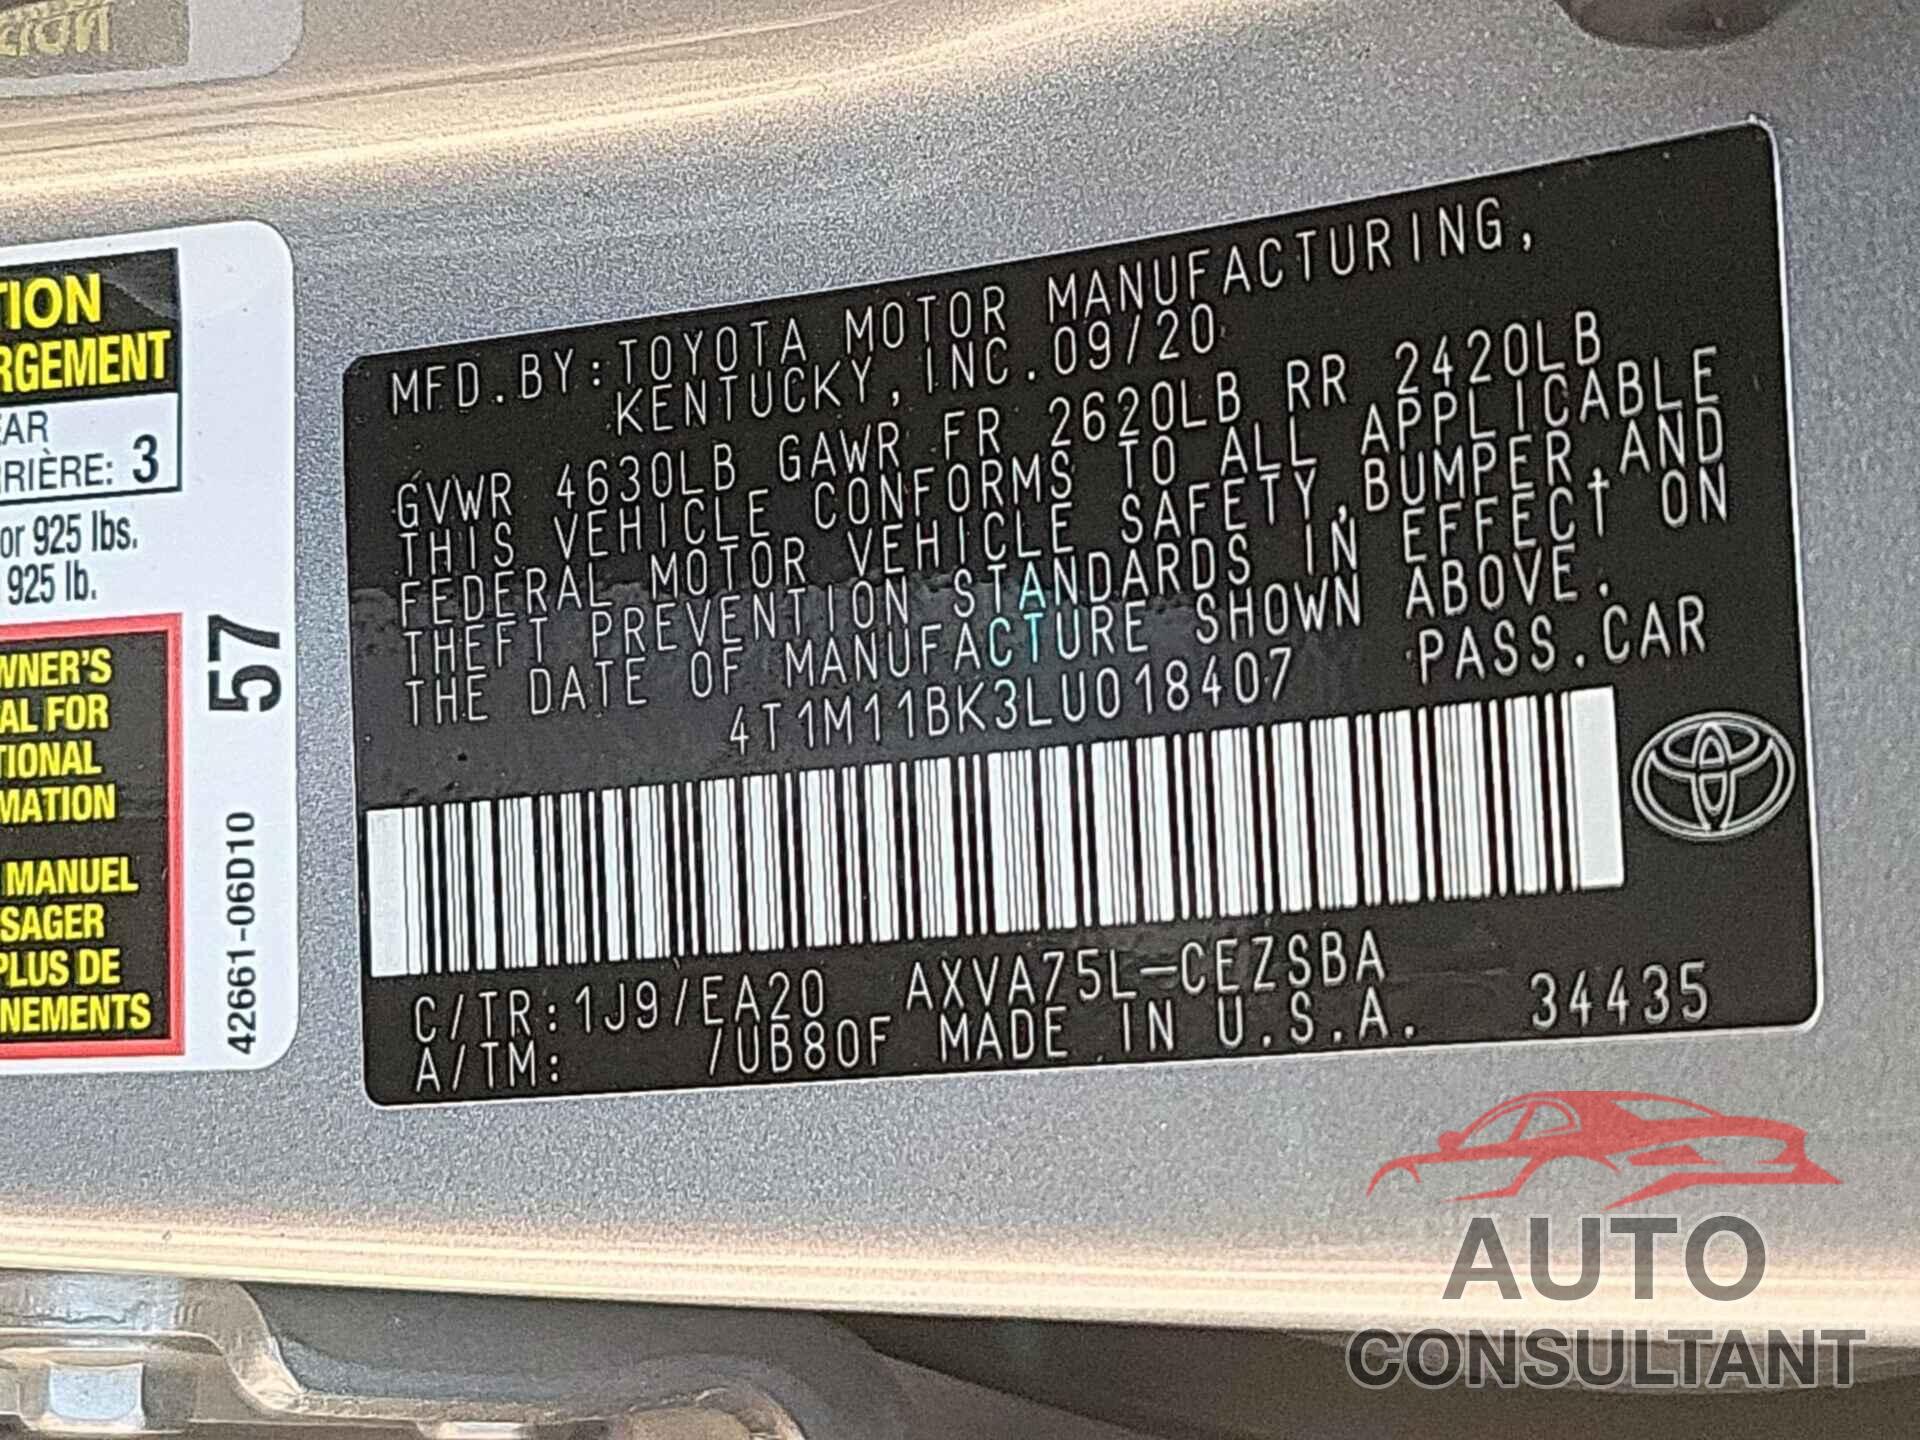 TION
RGEMENT
EAR
RRIÈRE: 3
or 925 lbs.
925 lb.
WNER'S
AL FOR
TIONAL
MATION
MANUEL
SAGER
PLUS DE
NEMENTS
57
42661-06D10
MFD.BY:TOYOTA MOTOR MANUFACTURING,
KENTUCKY, INC.09/20
GVWR 4630LB GAWR FR 2620LB RR 2420LB
THIS VEHICLE CONFORMS TO ALL APPLICABLE
FEDERAL MOTOR VEHICLE SAFETY,BUMPER,AND
THEFT PREVENTION STANDARDS IN EFFECT ON
THE DATE OF MANUFACTURE SHOWN ABOVE.
4T1M11BK3LU018407 PASS.CAR
C/TR:1J9/EA20 AXVA75L-CEZSBA
A/TM: /UB80F MADE IN U.S.A. 34435
AUTO
CONSULTANT